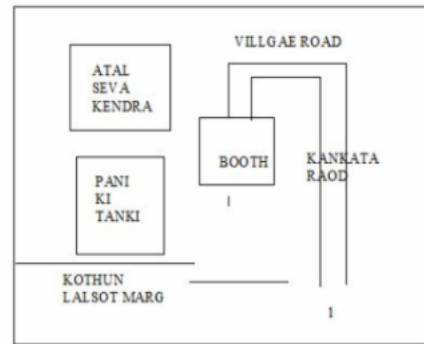 VILLGAE ROAD
ATAL
SEVA
KENDRA
BOOTH
KANKATA
RAOD
PANI
KI
TANKI
KOTHUN
LALSOT MARG
1